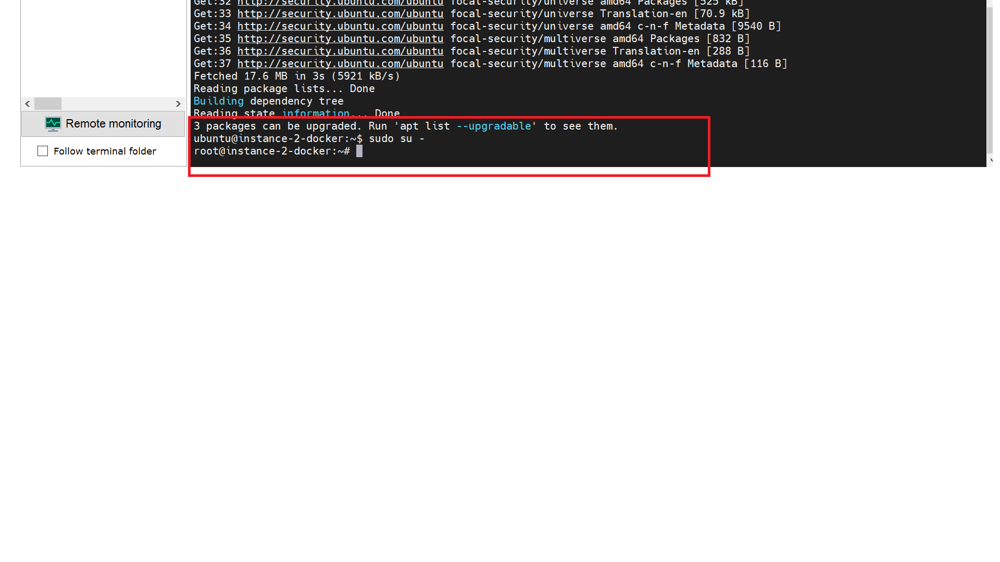 Get:32 http://security.ubuntu.com/ubuntu focal-security/universe amd64 Packages [525 kB]
Get:33 http://security.ubuntu.com/ubuntu focal-security/universe Translation-en [70.9 kB]
Get:34 http://security.ubuntu.com/ubuntu focal-security/universe amd64 c-n-f Metadata [9540 B]
Get:35 http://security.ubuntu.com/ubuntu focal-security/multiverse amd64 Packages [832 B]
Get:36 http://security.ubuntu.com/ubuntu focal-security/multiverse Translation-en [288 B]
Get:37 http://security.ubuntu.com/ubuntu focal-security/multiverse amd64 c-n-f Metadata [116 B]
Fetched 17.6 MB in 3s (5921 kB/s)
Reading package lists... Done
Building dependency tree
Reading state information... Done
3 packages can be upgraded. Run 'apt list --upgradable' to see them.
ubuntu@instance-2-docker:~$ sudo su -
root@instance-2-docker:~#
Remote monitoring
Follow terminal folder